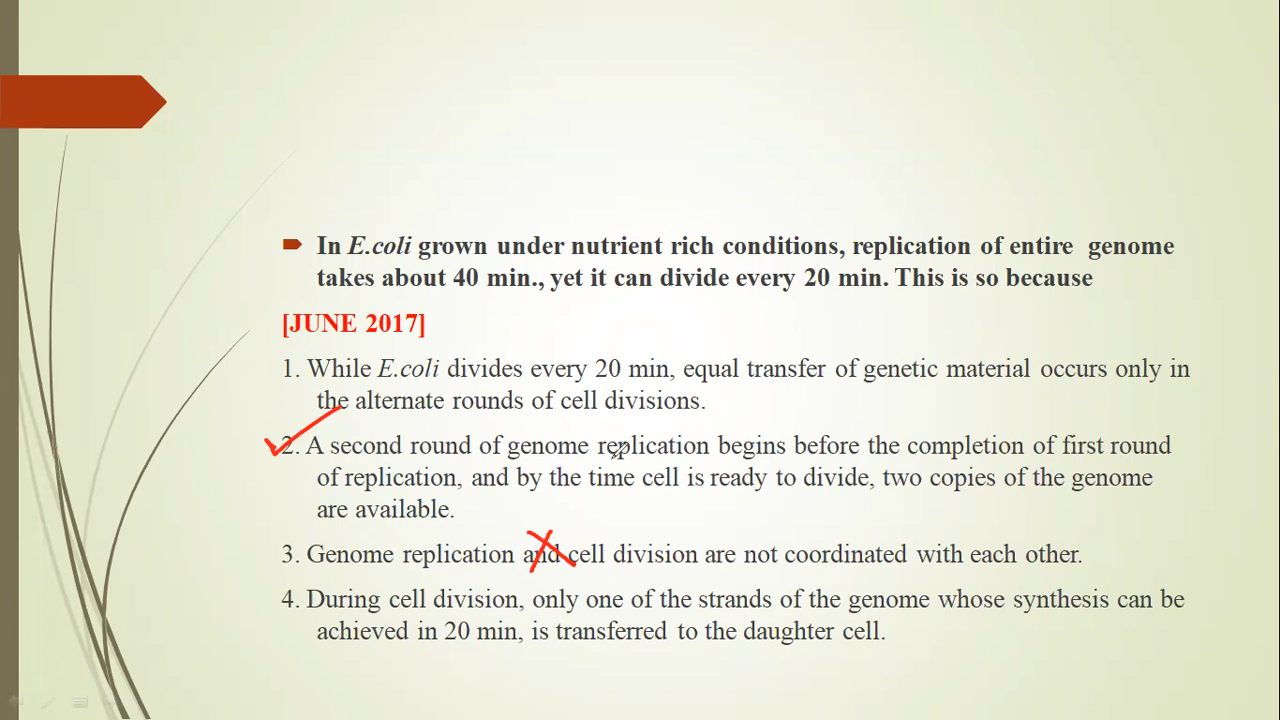 In E.coli grown under nutrient rich conditions, replication of entire genome
takes about 40 min., yet it can divide every 20 min. This is so because
[JUNE 2017]
1. While E.coli divides every 20 min, equal transfer of genetic material occurs only in
the alternate rounds of cell divisions.
2. A second round of genome replication begins before the completion of first round
of replication, and by the time cell is ready to divide, two copies of the genome
are available.
3. Genome replication and cell division are not coordinated with each other.
4. During cell division, only one of the strands of the genome whose synthesis can be
achieved in 20 min, is transferred to the daughter cell.